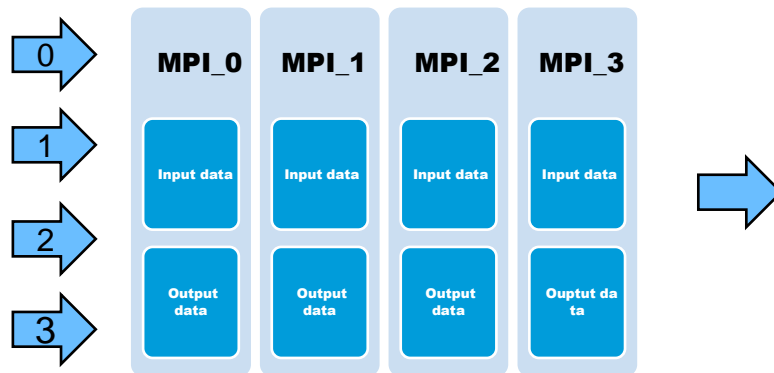 0
MPI_0 MPI_1 MPI_2 MPI_3
1
Input data Input data Input data Input data
2
Output
data
Output
data
Output
data
Ouptut da
ta
3